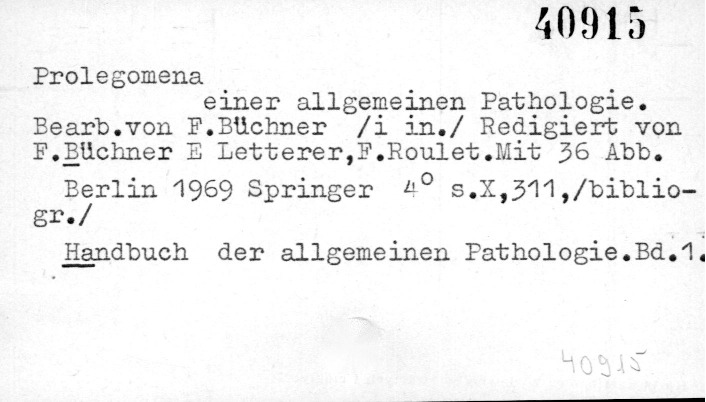 40915
Prolegomena
einer allgemeinen Pathologie.
Bearb.von F.Büchner /i in./ Redigiert von
F.Büchner E Letterer,F.Roulet.Mit 36 Abb.
Berlin 1969 Springer 4° s.X,311,/biblio-
gr./
Handbuch der allgemeinen Pathologie.Bd.1.
40915